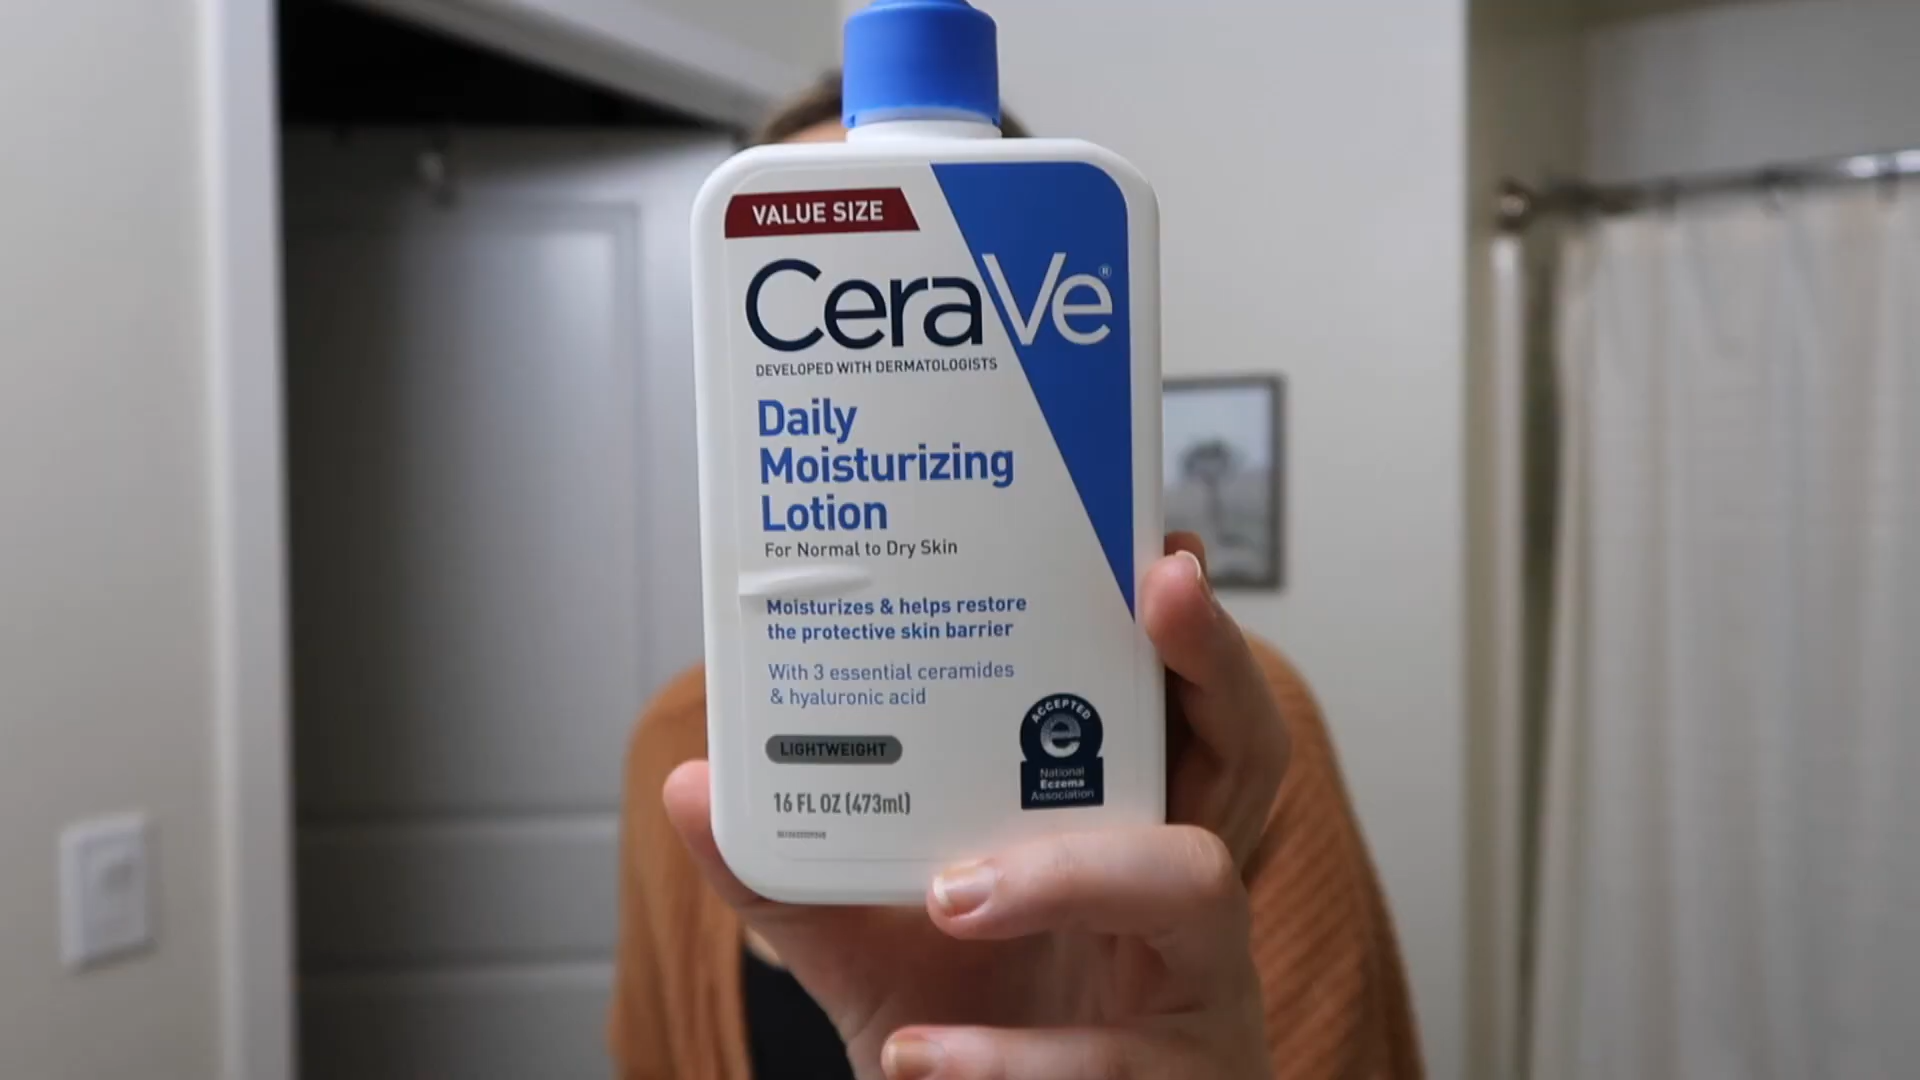 VALUE SIZE
CeraVe®
DEVELOPED WITH DERMATOLOGISTS
Daily
Moisturizing
Lotion
For Normal to Dry Skin
Moisturizes & helps restore
the protective skin barrier
With 3 essential ceramides
& hyaluronic acid
LIGHTWEIGHT
16 FL OZ (473ml)
ACCEPTED
e
National
Eczema
Association